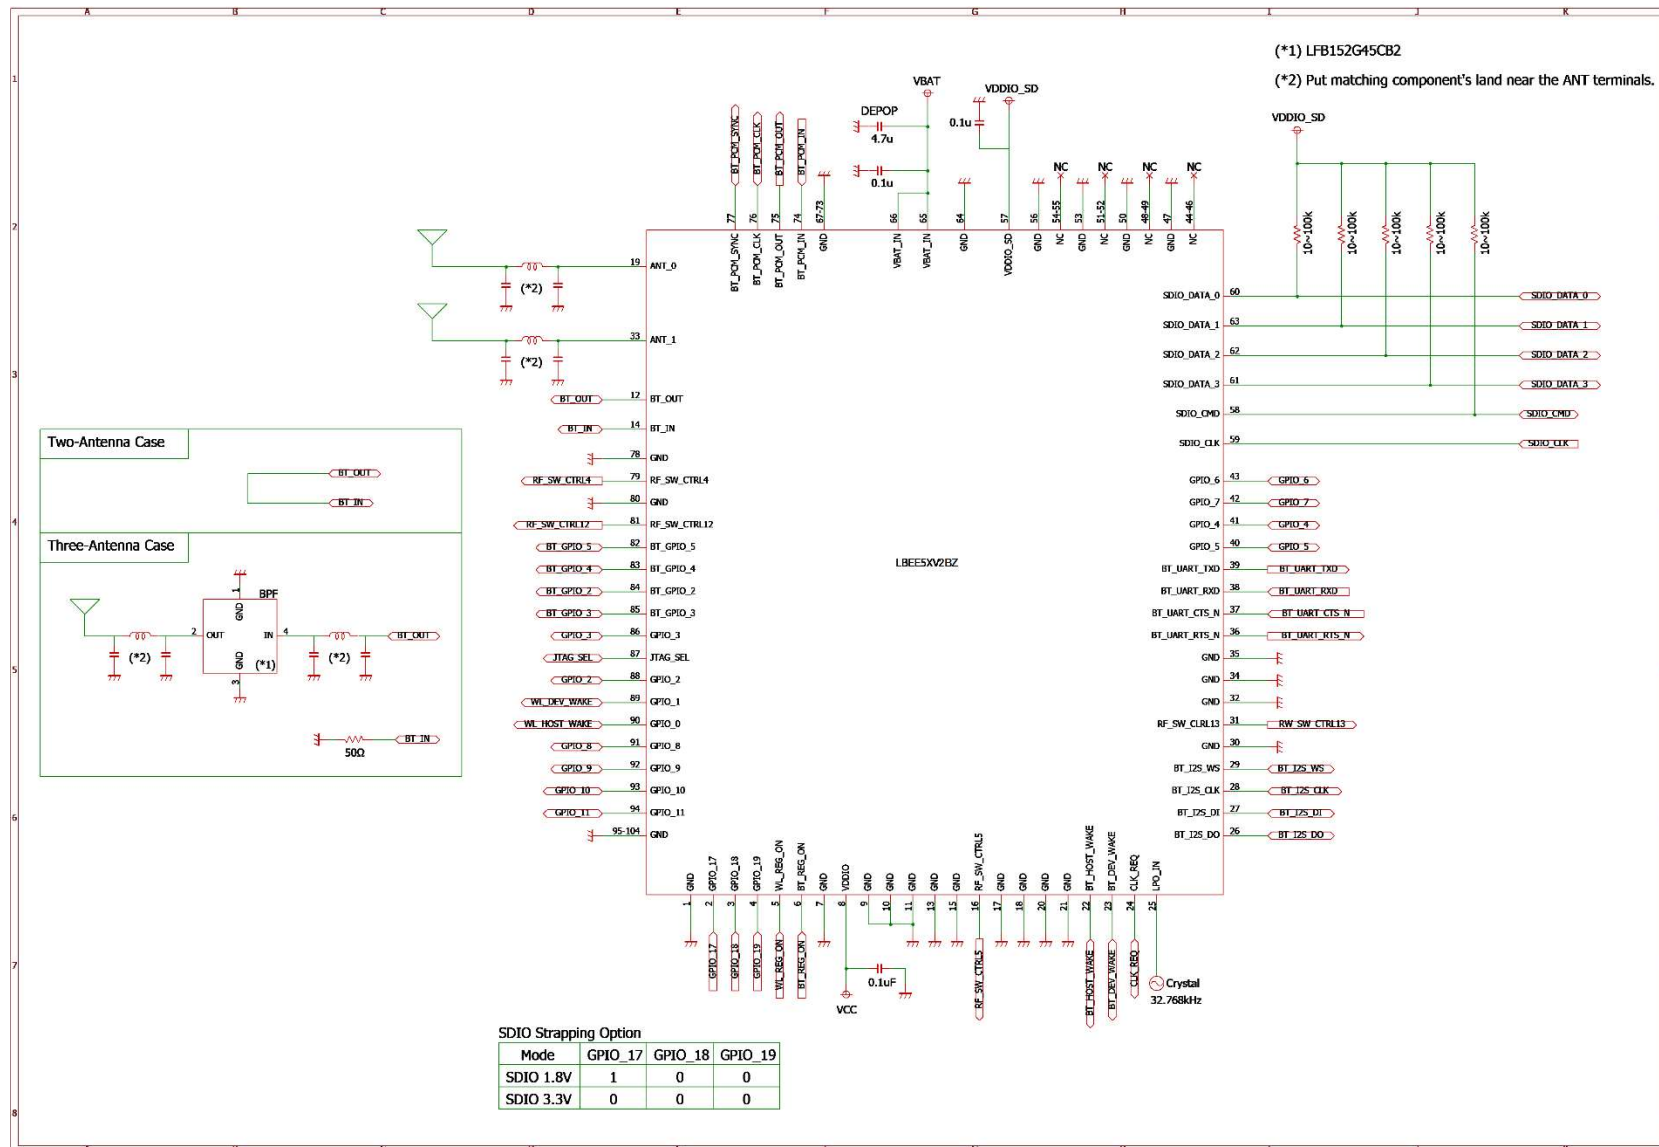 A B C D E F G H I J K
(*1) LFB152G45CB2
(*2) Put matching component's land near the ANT terminals.
1
VBAT
VDDIO_SD
DEPOP
4.7u
0.1u
0.1u
VDDIO_SD
BT_PCM_SYNC
BT_PCM_CLK
BT_PCM_OUT
BT_PCM_IN
NC NC NC NC
77 76 75 74 67-73 66 65 64 57 56 54-55 53 51-52 50 48-49 47 44-46
BT_PCM_SYNC
BT_PCM_CLK
BT_PCM_OUT
BT_PCM_IN
GND
VBAT_IN
VBAT_IN
GND
VDDIO_SD
GND
NC
GND
NC
GND
NC
GND
NC
10~100k
10~100k
10~100k
10~100k
10~100k
2
19 ANT_0
(*2)
33 ANT_1
(*2)
3
BT_OUT 12 BT_OUT
BT_IN 14 BT_IN
78 GND
RF_SW_CTRL4 79 RF_SW_CTRL4
80 GND
RF_SW_CTRL12 81 RF_SW_CTRL12
BT_GPIO_5 82 BT_GPIO_5
BT_GPIO_4 83 BT_GPIO_4
BT_GPIO_2 84 BT_GPIO_2
BT_GPIO_3 85 BT_GPIO_3
GPIO_3 86 GPIO_3
JTAG_SEL 87 JTAG_SEL
GPIO_2 88 GPIO_2
WL_DEV_WAKE 89 GPIO_1
WL_HOST_WAKE 90 GPIO_0
GPIO_8 91 GPIO_8
GPIO_9 92 GPIO_9
GPIO_10 93 GPIO_10
GPIO_11 94 GPIO_11
95-104 GND
LBEE5XV2BZ
SDIO_DATA_0 60 SDIO_DATA_0
SDIO_DATA_1 63 SDIO_DATA_1
SDIO_DATA_2 62 SDIO_DATA_2
SDIO_DATA_3 61 SDIO_DATA_3
SDIO_CMD 58 SDIO_CMD
SDIO_CLK 59 SDIO_CLK
GPIO_6 43 GPIO_6
GPIO_7 42 GPIO_7
GPIO_4 41 GPIO_4
GPIO_5 40 GPIO_5
BT_UART_TXD 39 BT_UART_TXD
BT_UART_RXD 38 BT_UART_RXD
BT_UART_CTS_N 37 BT_UART_CTS_N
BT_UART_RTS_N 36 BT_UART_RTS_N
GND 35
GND 34
GND 32
RF_SW_CLRL13 31 RW_SW_CTRL13
GND 30
BT_I2S_WS 29 BT_I2S_WS
BT_I2S_CLK 28 BT_I2S_CLK
BT_I2S_DI 27 BT_I2S_DI
BT_I2S_DO 26 BT_I2S_DO
Two-Antenna Case
BT_OUT
BT_IN
4
Three-Antenna Case
BPF
1
GND
2 OUT
IN 4
GND
(*1)
3
(*2)
(*2)
BT_OUT
5
50Ω
BT_IN
6
GND
GPIO_17
GPIO_18
GPIO_19
WL_REG_ON
BT_REG_ON
GND
VDDIO
GND
GND
GND
GND
GND
RF_SW_CTRL5
GND
GND
GND
GND
BT_HOST_WAKE
BT_DEV_WAKE
CLK_REQ
LPO_IN
1 2 3 4 5 6 7 8 9 10 11 13 15 16 17 18 20 21 22 23 24 25
7
GPIO_17
GPIO_18
GPIO_19
WL_REG_ON
BT_REG_ON
0.1uF
VCC
RF_SW_CTRL5
BT_HOST_WAKE
BT_DEV_WAKE
CLK_REQ
Crystal
32.768kHz
SDIO Strapping Option
Mode GPIO_17 GPIO_18 GPIO_19
SDIO 1.8V 1 0 0
SDIO 3.3V 0 0 0
8